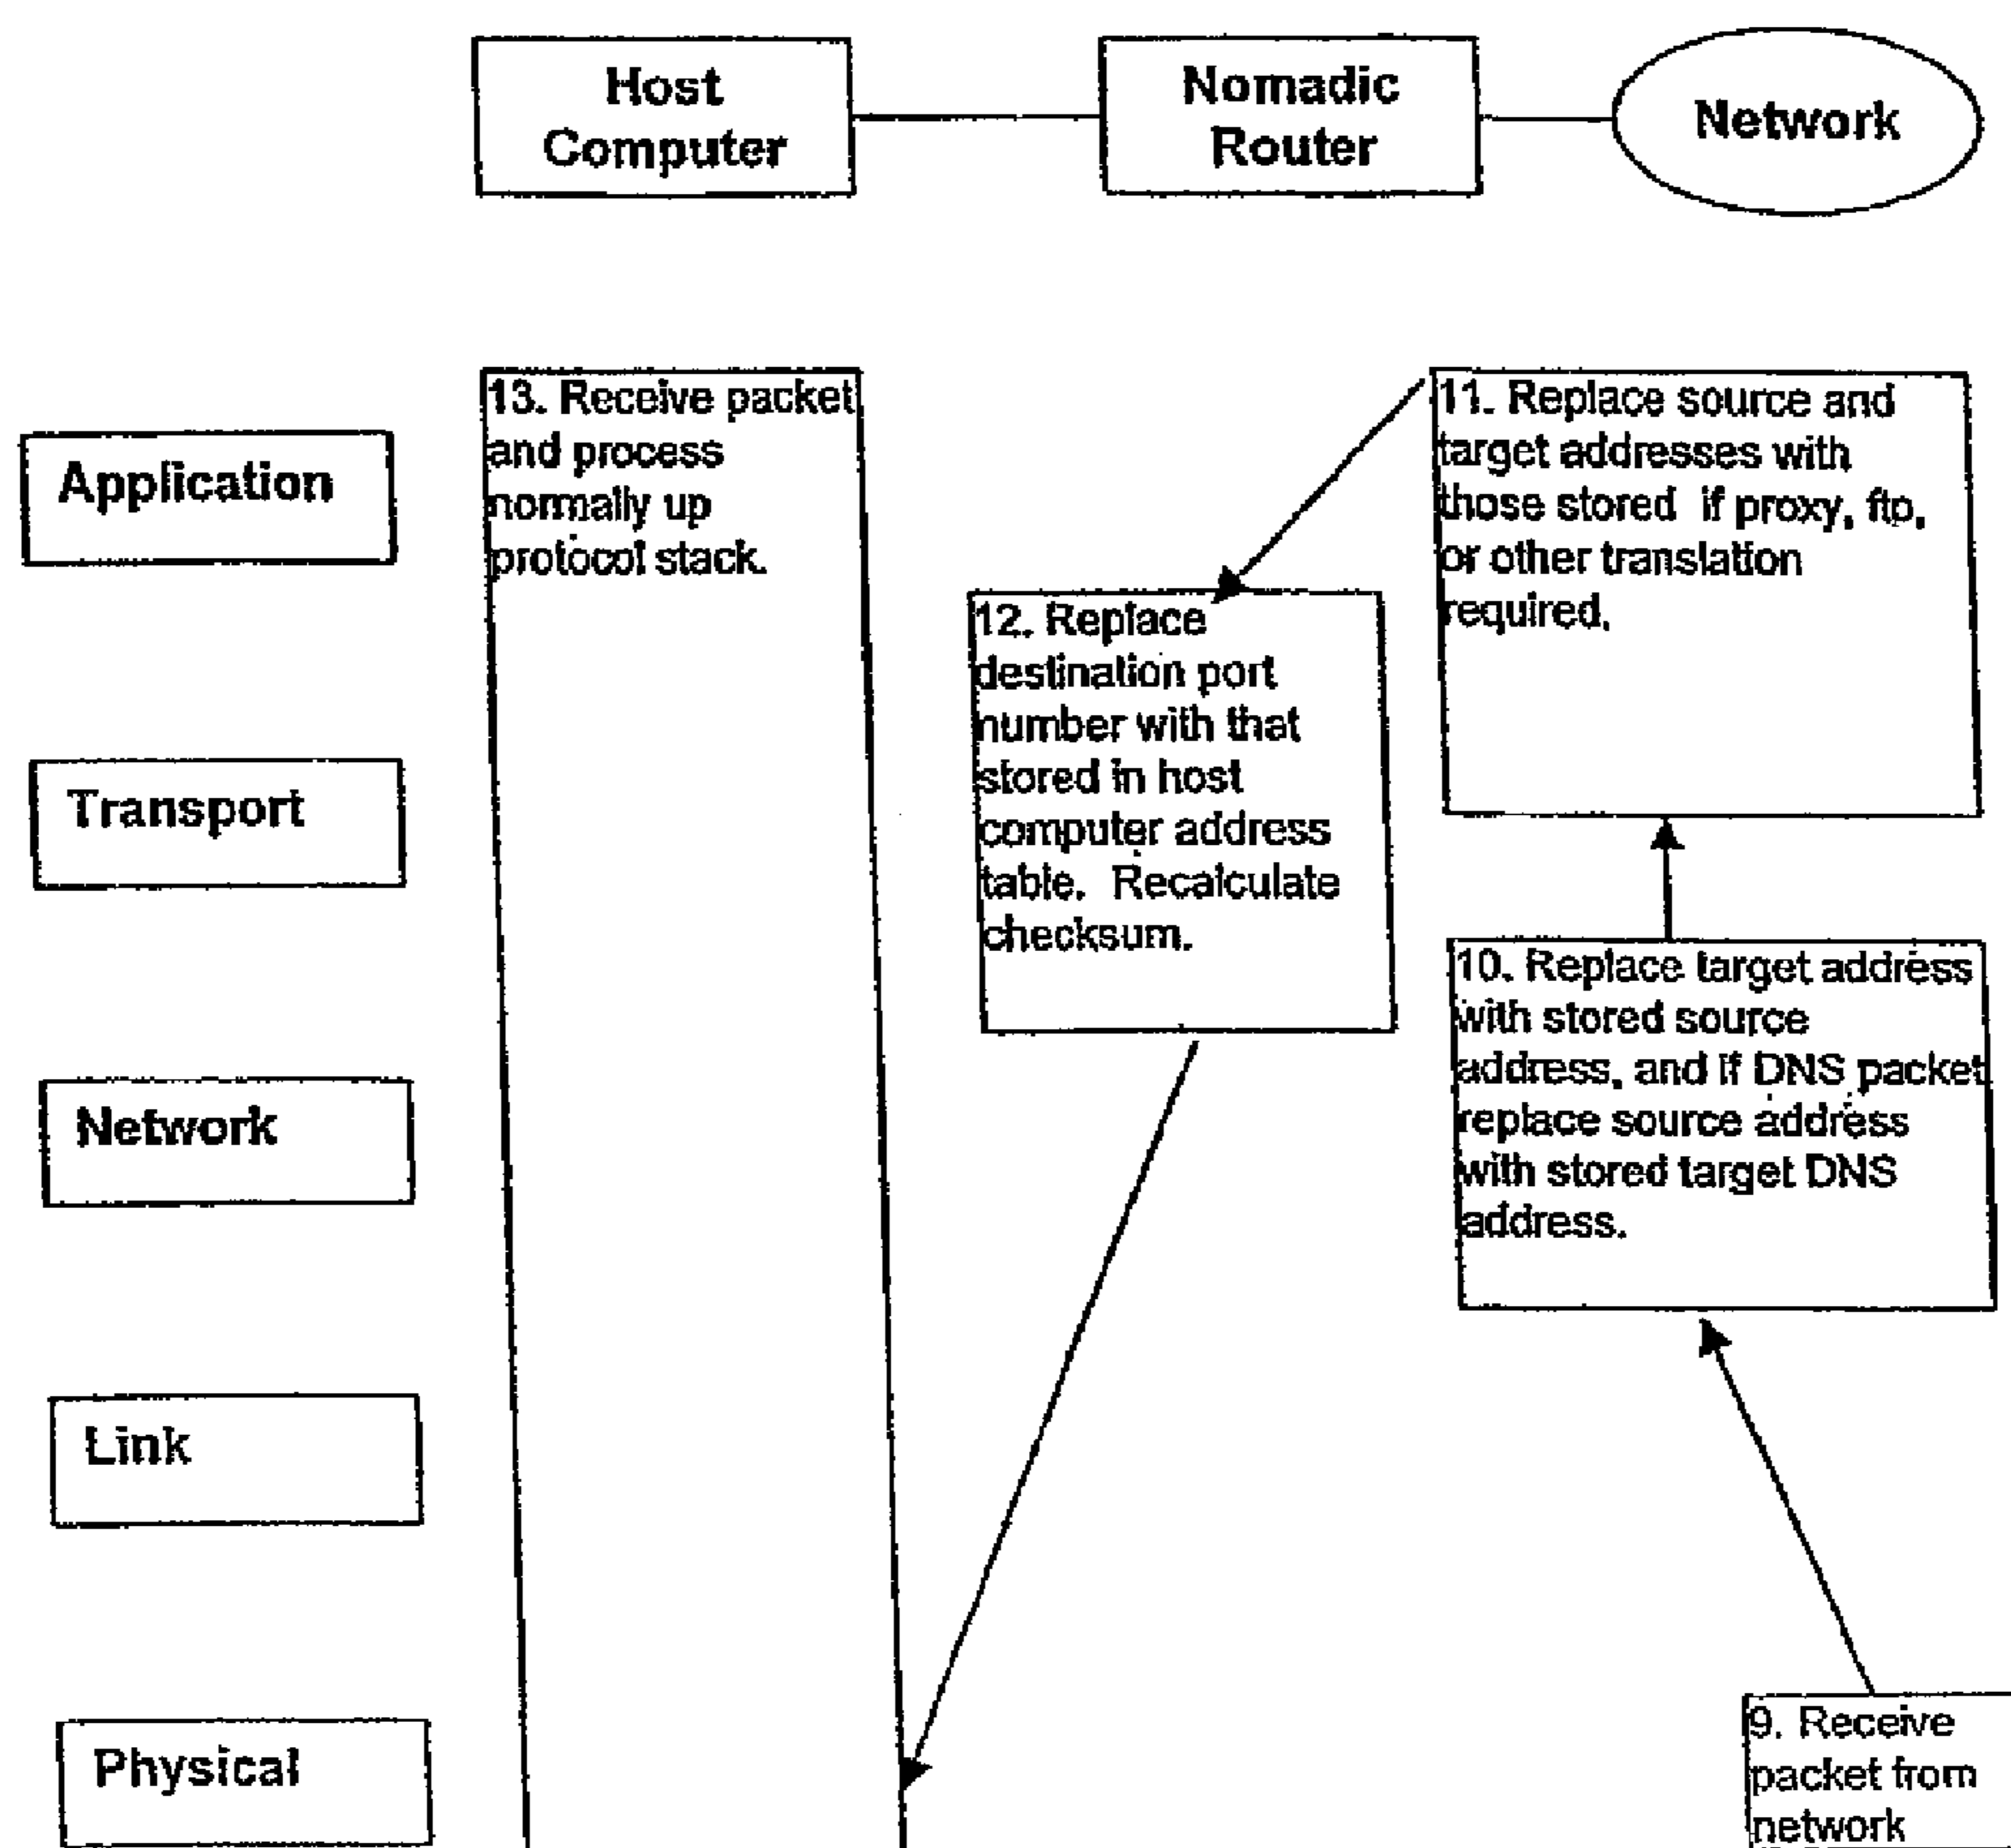 Host
Computer
Nomadic
Router
Network
13. Receive packet
and process
normally up
protocol stack.
11. Replace source and
target addresses with
those stored if proxy, ftp,
or other translation
required.
Application
12. Replace
destination port
number with that
stored in host
computer address
table. Recalculate
checksum.
Transport
10. Replace target address
with stored source
address, and if DNS packet
replace source address
with stored target DNS
address.
Network
Link
Physical
9. Receive
packet from
network